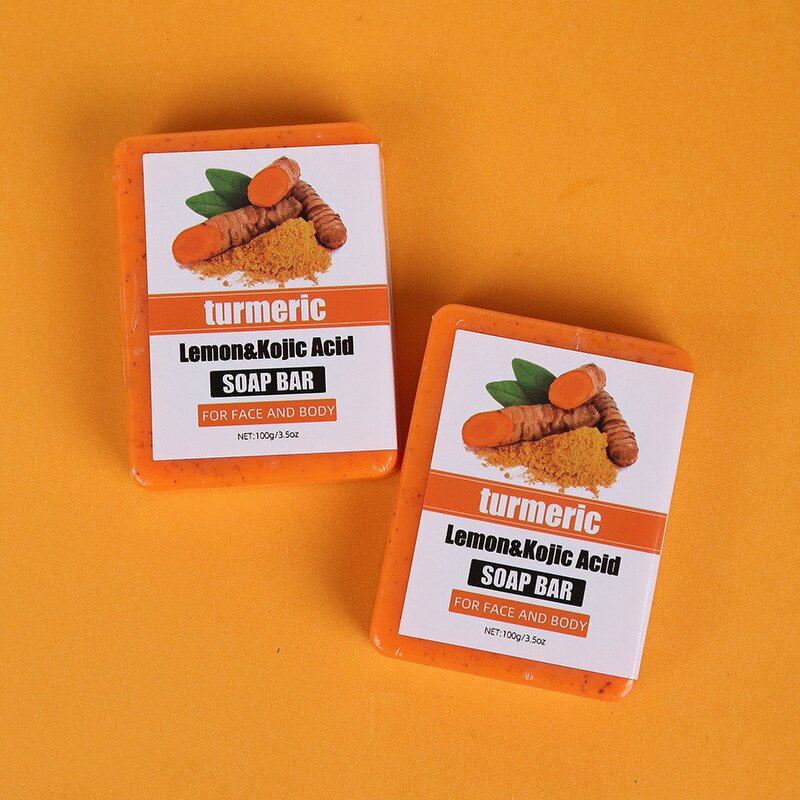 turmeric
Lemon&Kojic Acid
SOAP BAR
FOR FACE AND BODY
NET:100g/3.5oz
turmeric
Lemon&Kojic Acid
SOAP BAR
FOR FACE AND BODY
NET:100g/3.5oz